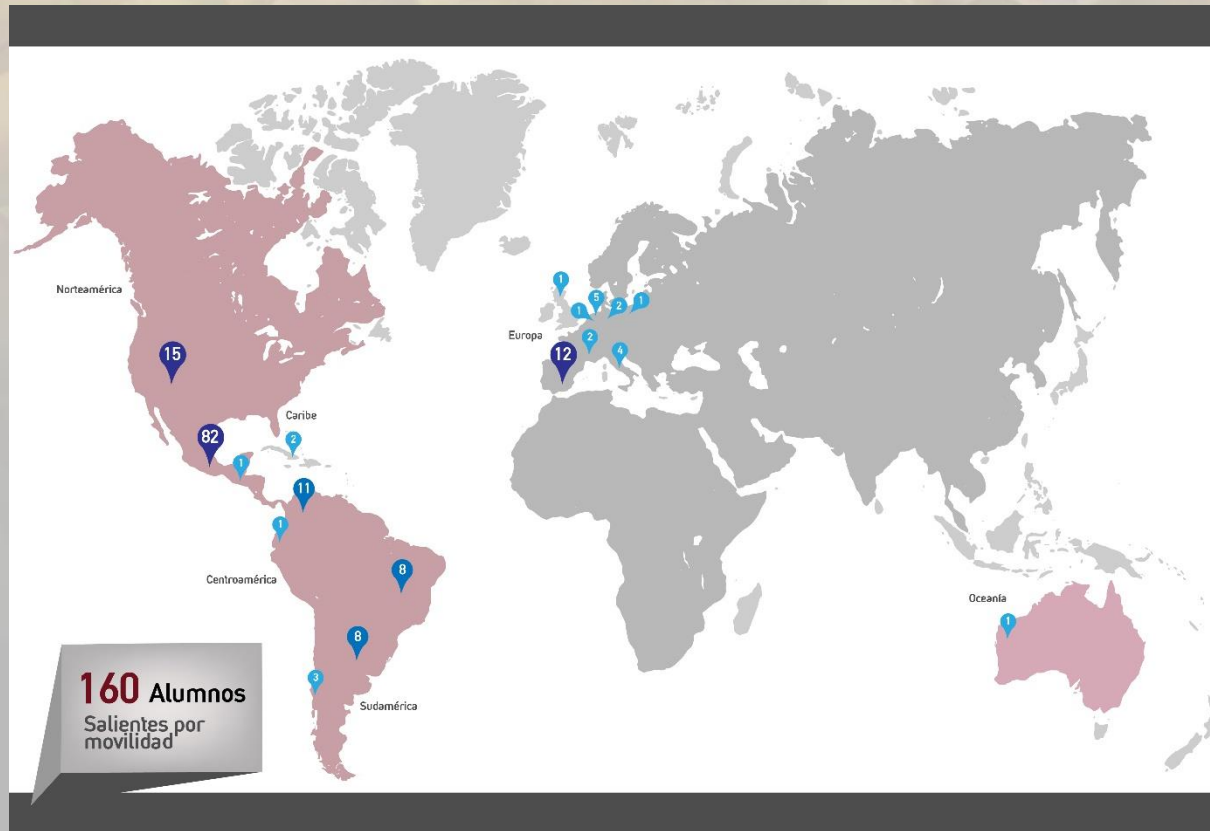 1
5
1
2
1
Norteamérica
Europa
2
12
4
15
Caribe
82
2
1
11
1
8
Centroamérica
Oceanía
1
8
3
160 Alumnos
Salientes por
movilidad
Sudamérica